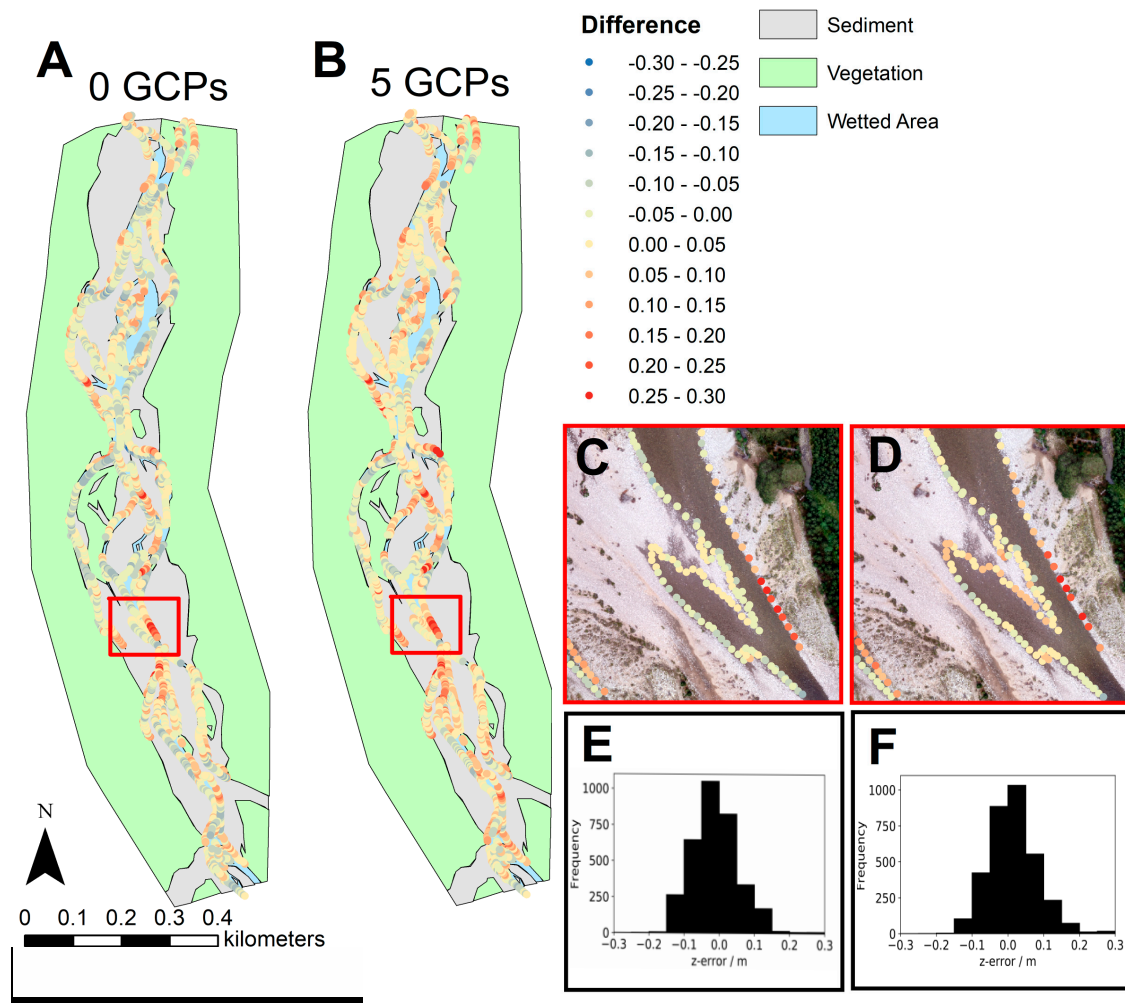 A
0 GCPs
B
5 GCPs
Difference
-0.30 - -0.25
-0.25 - -0.20
-0.20 - -0.15
-0.15 - -0.10
-0.10 - -0.05
-0.05 - 0.00
0.00 - 0.05
0.05 - 0.10
0.10 - 0.15
0.15 - 0.20
0.20 - 0.25
0.25 - 0.30
Sediment
Vegetation
Wetted Area
C
D
E
1000
750
500
250
0
Frequency
−0.3 −0.2 −0.1 0.0 0.1 0.2 0.3
z-error / m
F
1000
750
500
250
0
Frequency
−0.3 −0.2 −0.1 0.0 0.1 0.2 0.3
z-error / m
N
0 0.1 0.2 0.3 0.4
kilometers